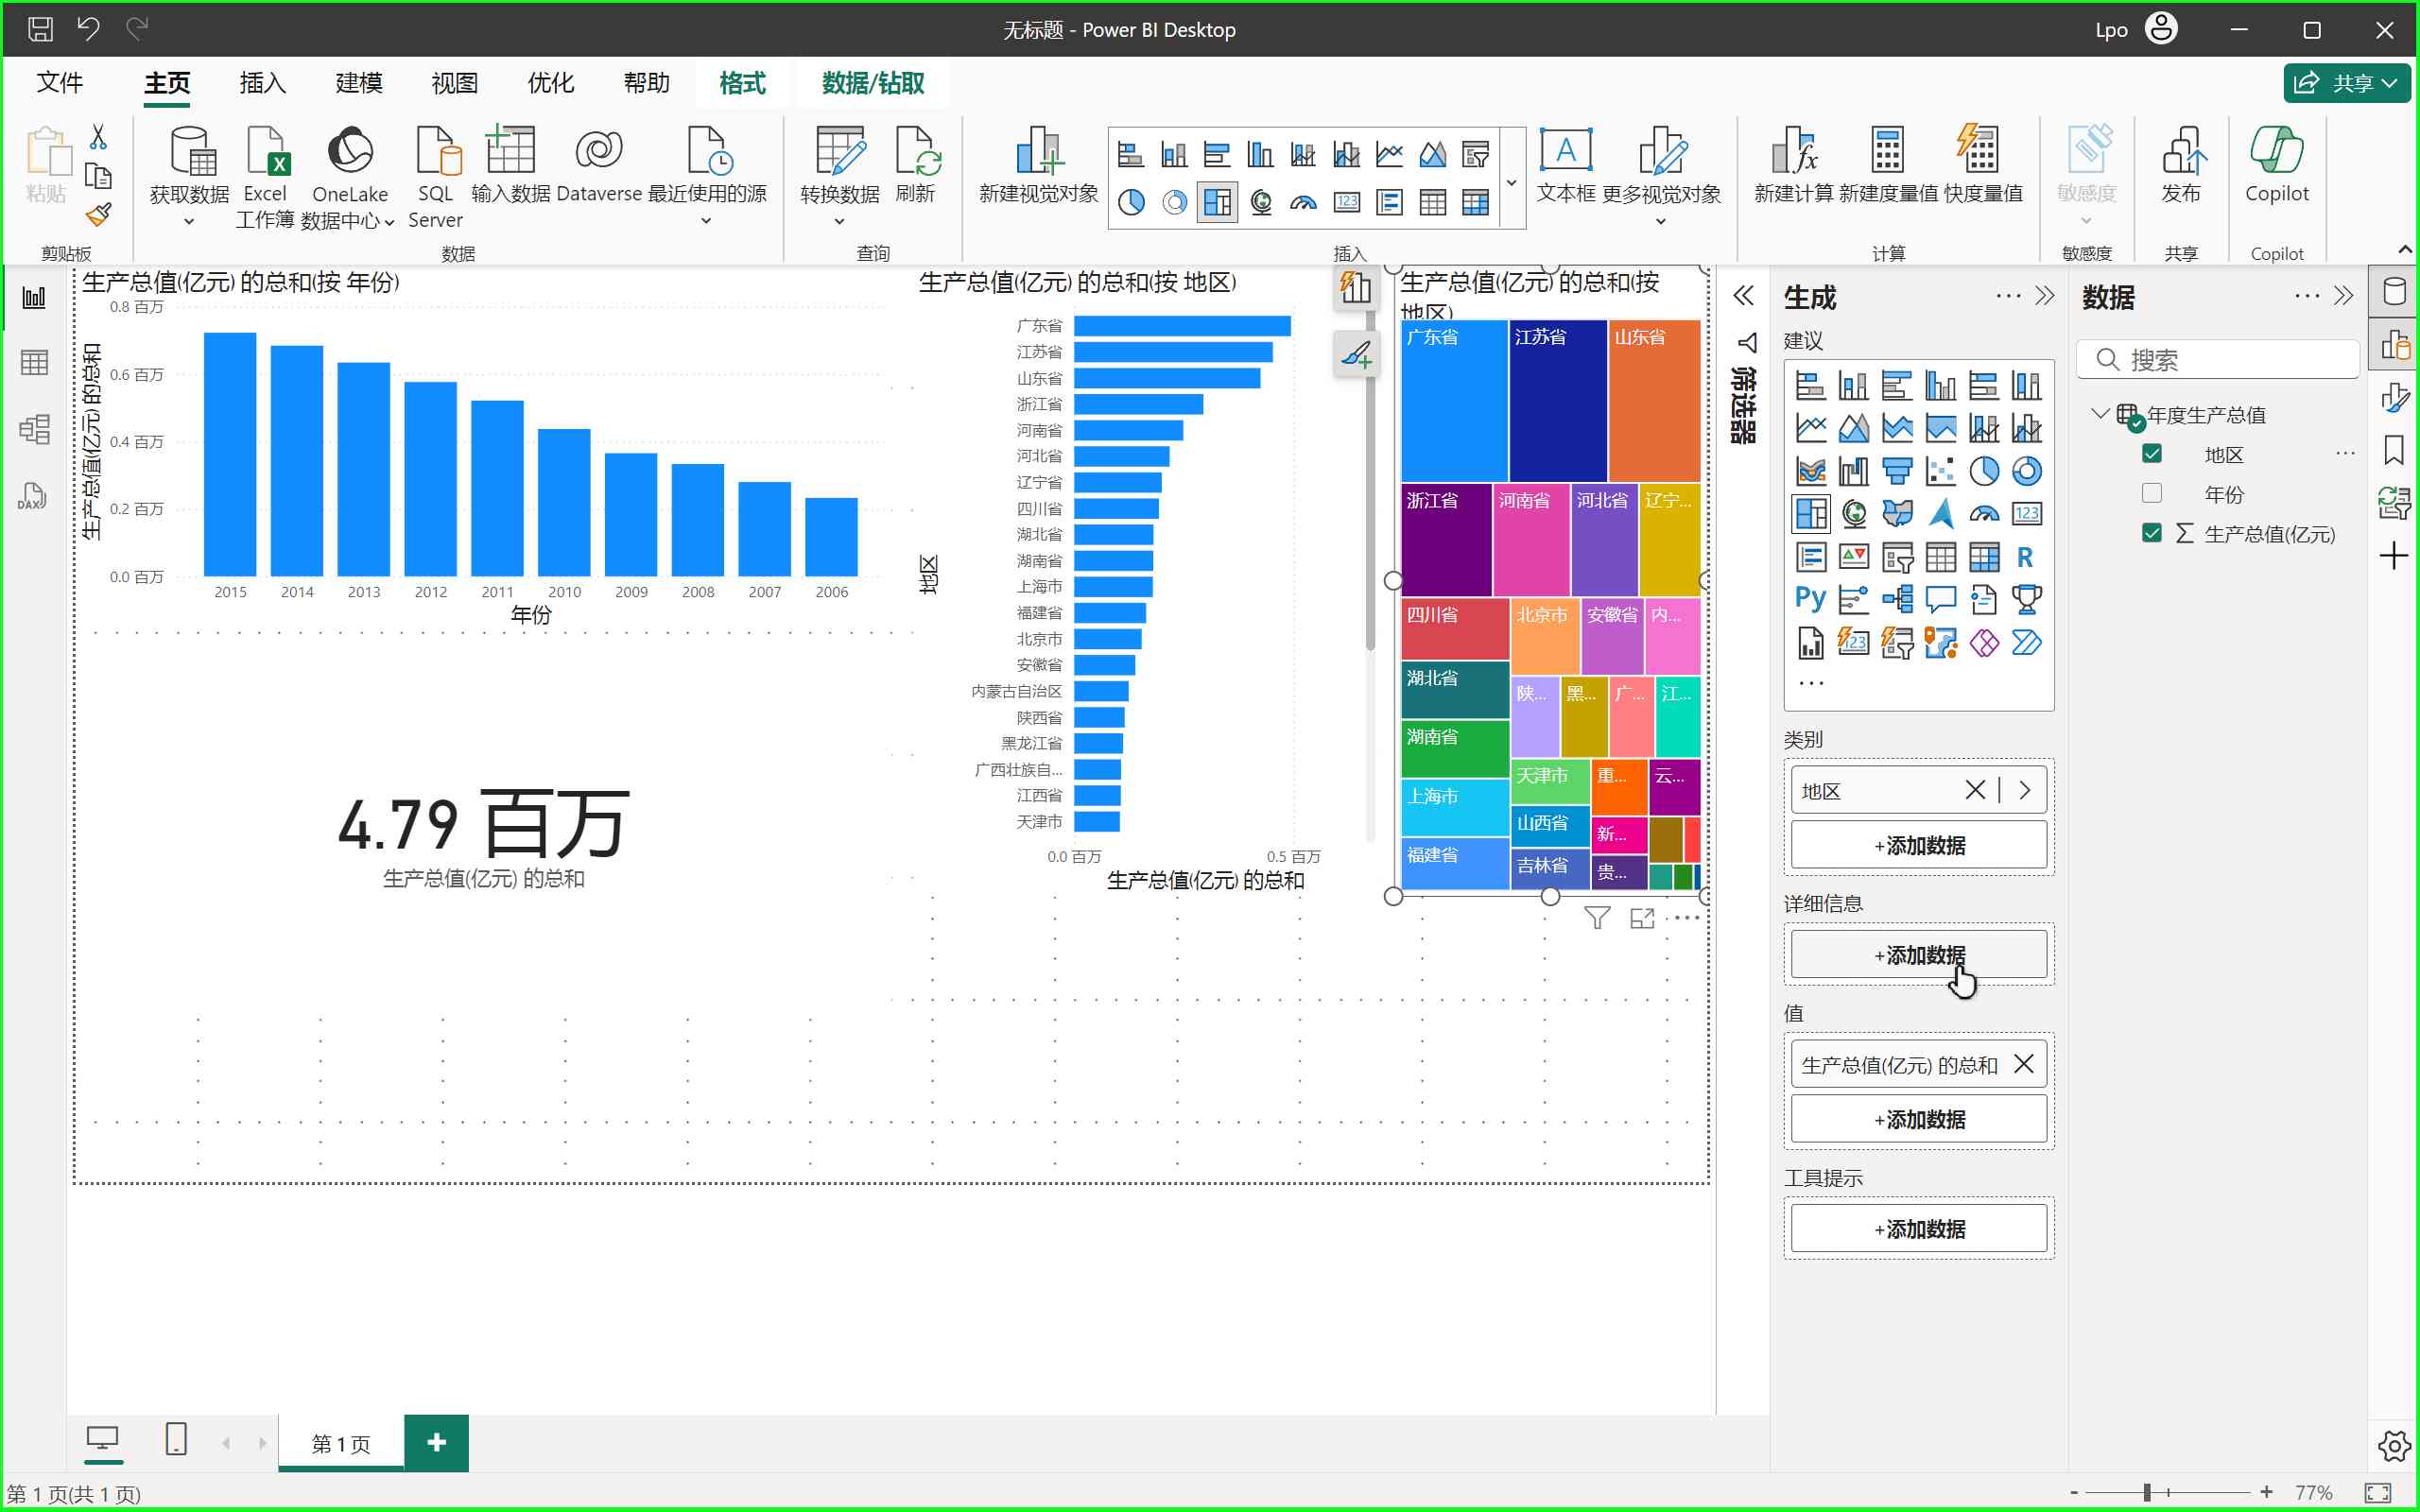 无标题 - Power BI Desktop
Lpo
文件
主页
插入
建模
视图
优化
帮助
格式
数据/钻取
共享
粘贴
获取数据
Excel
工作簿
OneLake
数据中心
SQL
Server
输入数据
Dataverse
最近使用的源
转换数据
刷新
新建视觉对象
文本框
更多视觉对象
新建计算
新建度量值
快度量值
敏感度
发布
Copilot
剪贴板
数据
查询
插入
计算
敏感度
共享
Copilot
生产总值(亿元) 的总和(按 年份)
生产总值(亿元) 的总和
0.8 百万
0.6 百万
0.4 百万
0.2 百万
0.0 百万
2015
2014
2013
2012
2011
2010
2009
2008
2007
2006
年份
4.79 百万
生产总值(亿元) 的总和
生产总值(亿元) 的总和(按 地区)
地区
广东省
江苏省
山东省
浙江省
河南省
河北省
辽宁省
四川省
湖北省
湖南省
上海市
福建省
北京市
安徽省
内蒙古自治区
陕西省
黑龙江省
广西壮族自...
江西省
天津市
0.0 百万
0.5 百万
生产总值(亿元) 的总和
生产总值(亿元) 的总和(按
地区)
广东省
江苏省
山东省
浙江省
河南省
河北省
辽宁...
四川省
北京市
安徽省
内...
湖北省
陕...
黑...
广...
江...
湖南省
天津市
重...
云...
上海市
山西省
新...
福建省
吉林省
贵...
筛选器
生成
建议
R
Py
123
类别
地区
+添加数据
详细信息
+添加数据
值
生产总值(亿元) 的总和
+添加数据
工具提示
+添加数据
数据
搜索
年度生产总值
地区
年份
生产总值(亿元)
DAX
第 1 页
第 1 页(共 1 页)
- + 77%